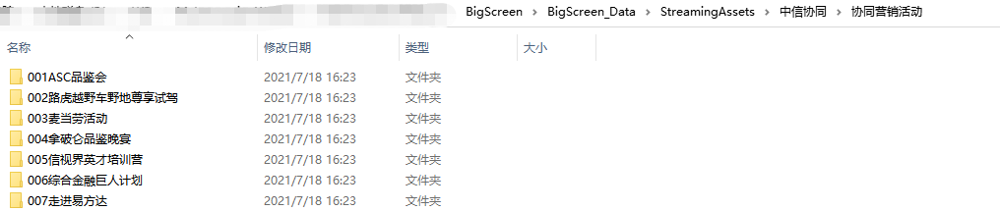 BigScreen > BigScreen_Data > StreamingAssets > 中信协同 > 协同营销活动
名称 修改日期 类型 大小
001ASC品鉴会 2021/7/18 16:23 文件夹
002路虎越野车野地尊享试驾 2021/7/18 16:23 文件夹
003麦当劳活动 2021/7/18 16:23 文件夹
004拿破仑品鉴晚宴 2021/7/18 16:23 文件夹
005信视界英才培训营 2021/7/18 16:23 文件夹
006综合金融巨人计划 2021/7/18 16:23 文件夹
007走进易方达 2021/7/18 16:23 文件夹